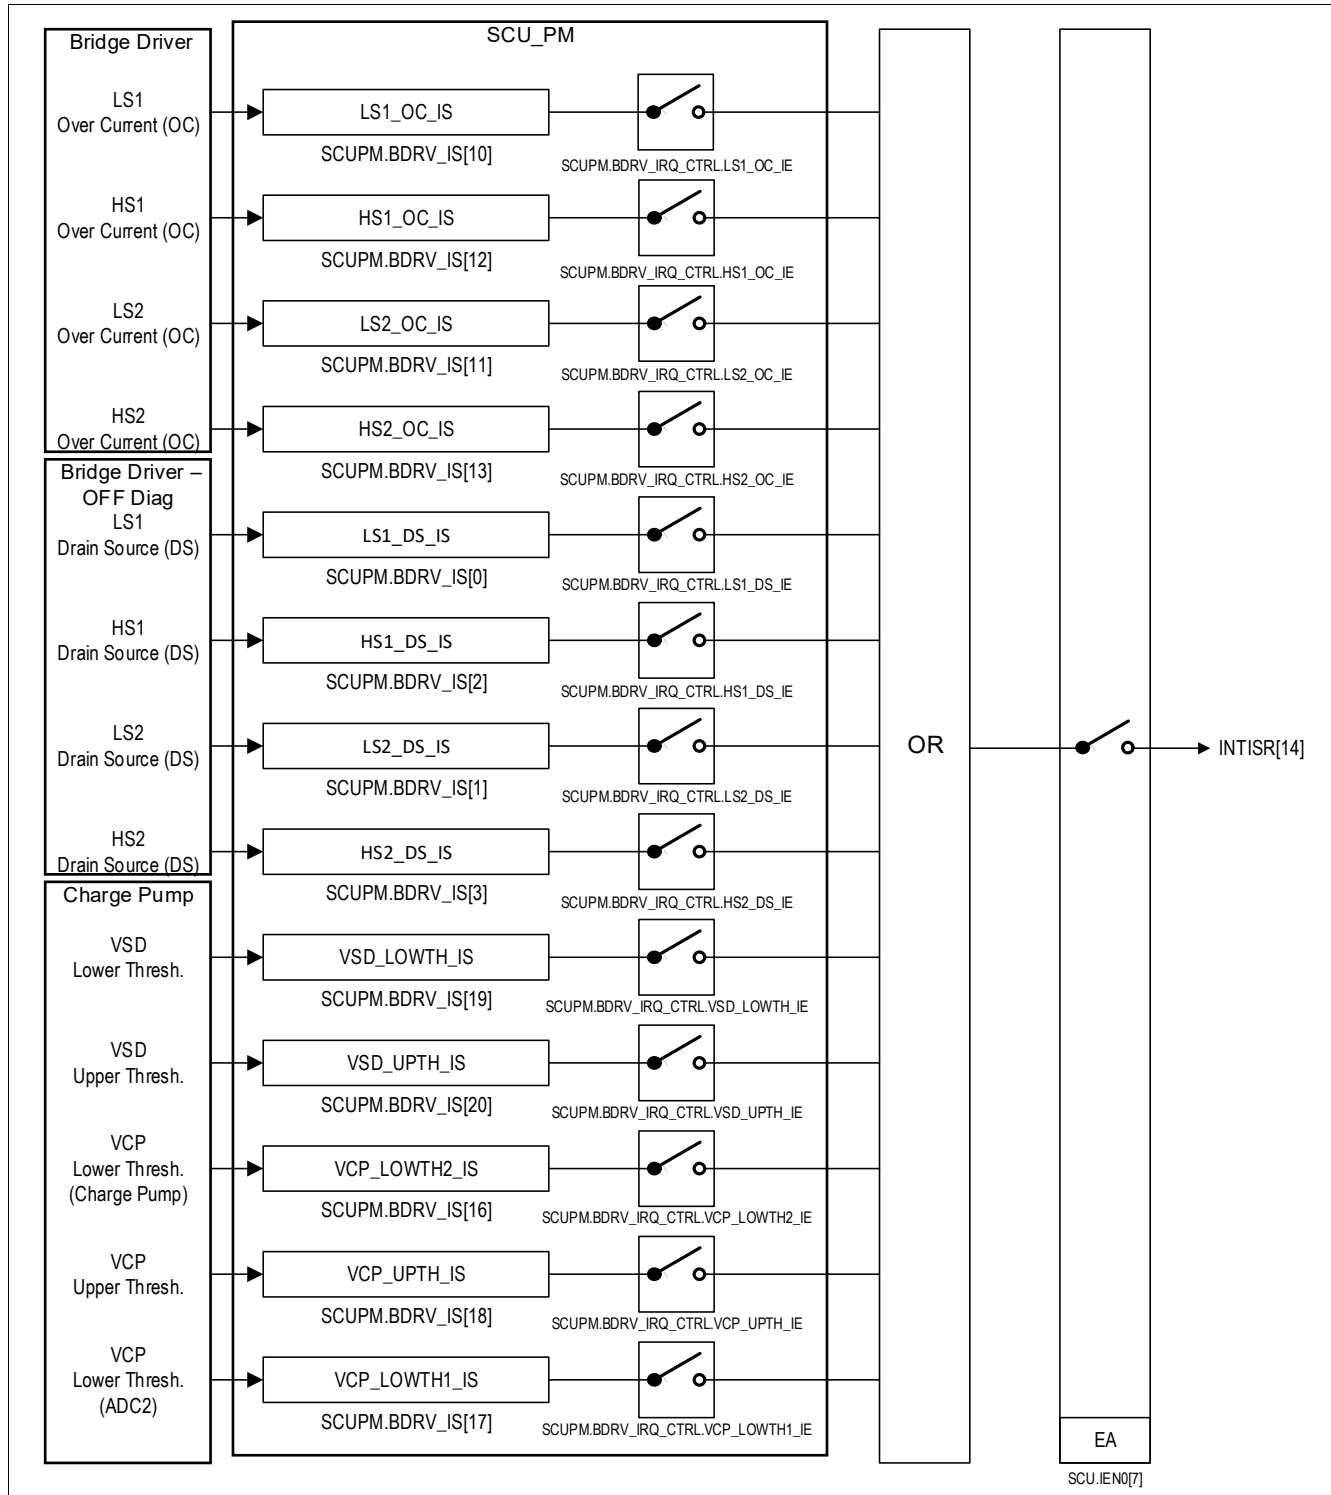 SCU_PM
Bridge Driver
LS1
Over Current (OC)
LS1_OC_IS
SCUPM.BDRV_IS[10]
SCUPM.BDRV_IRQ_CTRL.LS1_OC_IE
HS1
Over Current (OC)
HS1_OC_IS
SCUPM.BDRV_IS[12]
SCUPM.BDRV_IRQ_CTRL.HS1_OC_IE
LS2
Over Current (OC)
LS2_OC_IS
SCUPM.BDRV_IS[11]
SCUPM.BDRV_IRQ_CTRL.LS2_OC_IE
HS2
Over Current (OC)
HS2_OC_IS
SCUPM.BDRV_IS[13]
SCUPM.BDRV_IRQ_CTRL.HS2_OC_IE
Bridge Driver –
OFF Diag
LS1
Drain Source (DS)
LS1_DS_IS
SCUPM.BDRV_IS[0]
SCUPM.BDRV_IRQ_CTRL.LS1_DS_IE
HS1
Drain Source (DS)
HS1_DS_IS
SCUPM.BDRV_IS[2]
SCUPM.BDRV_IRQ_CTRL.HS1_DS_IE
LS2
Drain Source (DS)
LS2_DS_IS
SCUPM.BDRV_IS[1]
SCUPM.BDRV_IRQ_CTRL.LS2_DS_IE
HS2
Drain Source (DS)
HS2_DS_IS
SCUPM.BDRV_IS[3]
SCUPM.BDRV_IRQ_CTRL.HS2_DS_IE
Charge Pump
VSD
Lower Thresh.
VSD_LOWTH_IS
SCUPM.BDRV_IS[19]
SCUPM.BDRV_IRQ_CTRL.VSD_LOWTH_IE
VSD
Upper Thresh.
VSD_UPTH_IS
SCUPM.BDRV_IS[20]
SCUPM.BDRV_IRQ_CTRL.VSD_UPTH_IE
VCP
Lower Thresh.
(Charge Pump)
VCP_LOWTH2_IS
SCUPM.BDRV_IS[16]
SCUPM.BDRV_IRQ_CTRL.VCP_LOWTH2_IE
VCP
Upper Thresh.
VCP_UPTH_IS
SCUPM.BDRV_IS[18]
SCUPM.BDRV_IRQ_CTRL.VCP_UPTH_IE
VCP
Lower Thresh.
(ADC2)
VCP_LOWTH1_IS
SCUPM.BDRV_IS[17]
SCUPM.BDRV_IRQ_CTRL.VCP_LOWTH1_IE
OR
INTISR[14]
EA
SCU.IEN0[7]